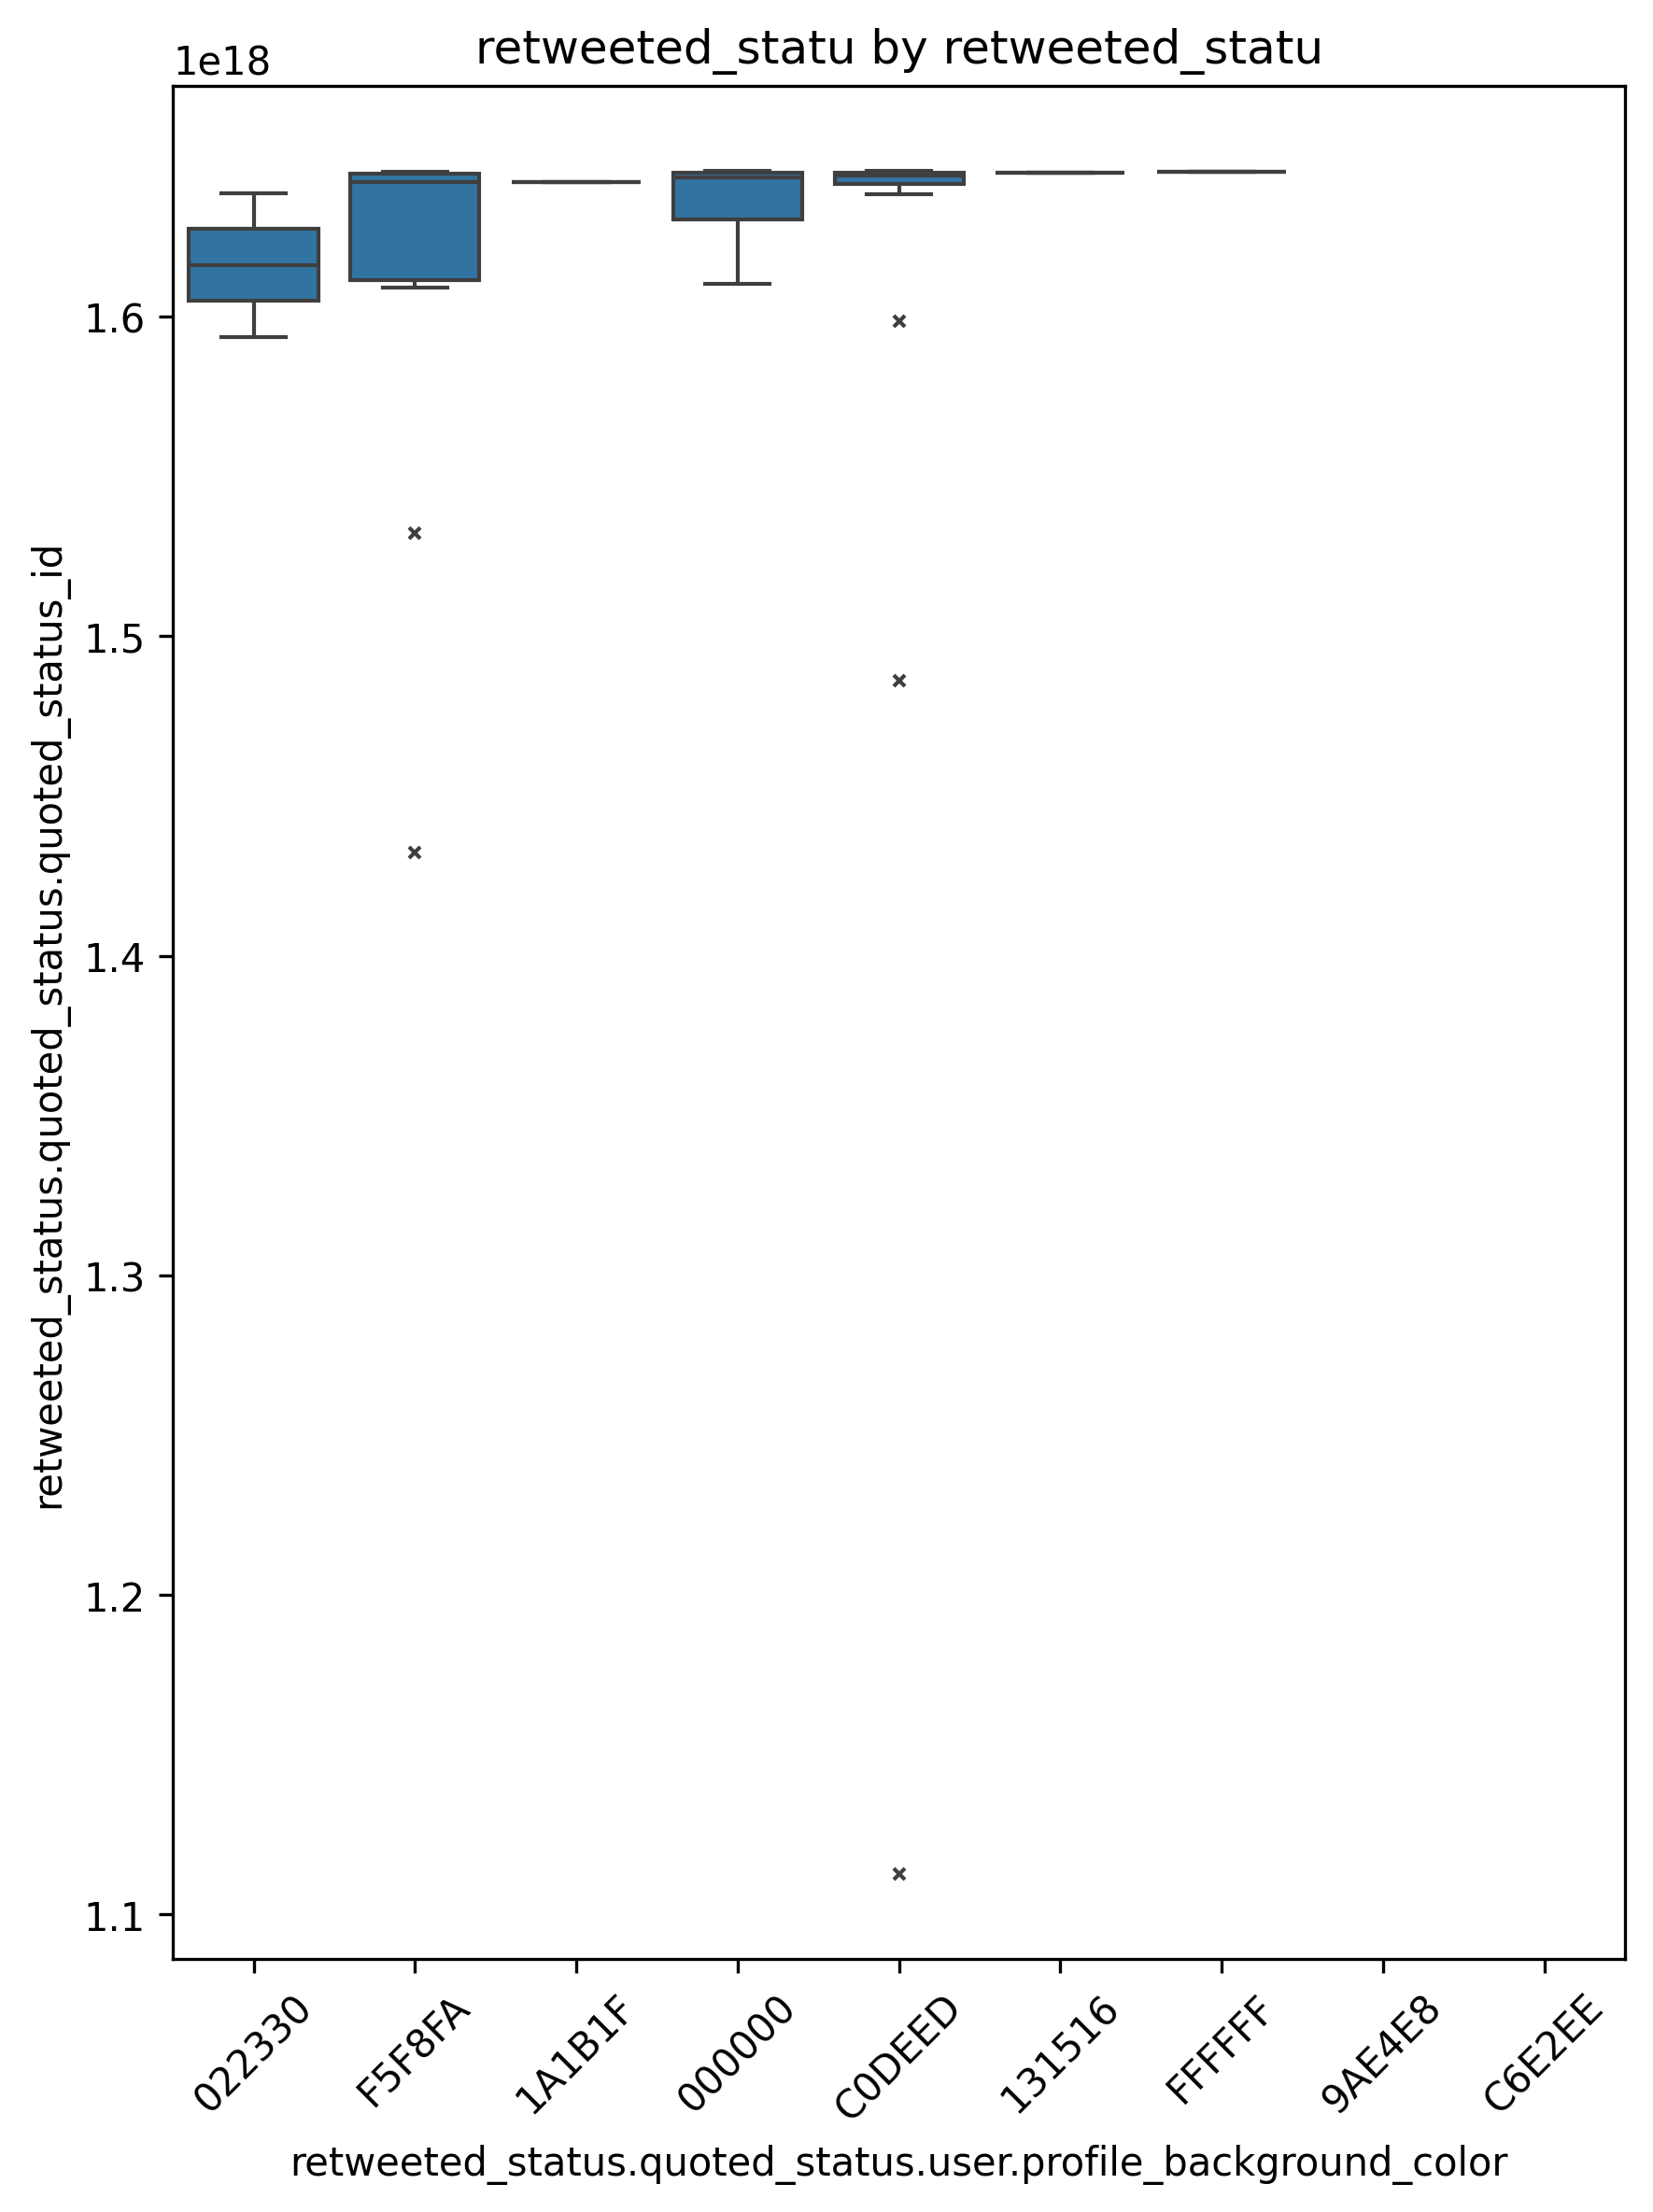 retweeted_statu by retweeted_statu
1e18
1.6
1.5
1.4
1.3
1.2
1.1
retweeted_status.quoted_status.quoted_status_id
022330
F5F8FA
1A1B1F
000000
C0DEED
131516
FFFFFF
9AE4E8
C6E2EE
retweeted_status.quoted_status.user.profile_background_color